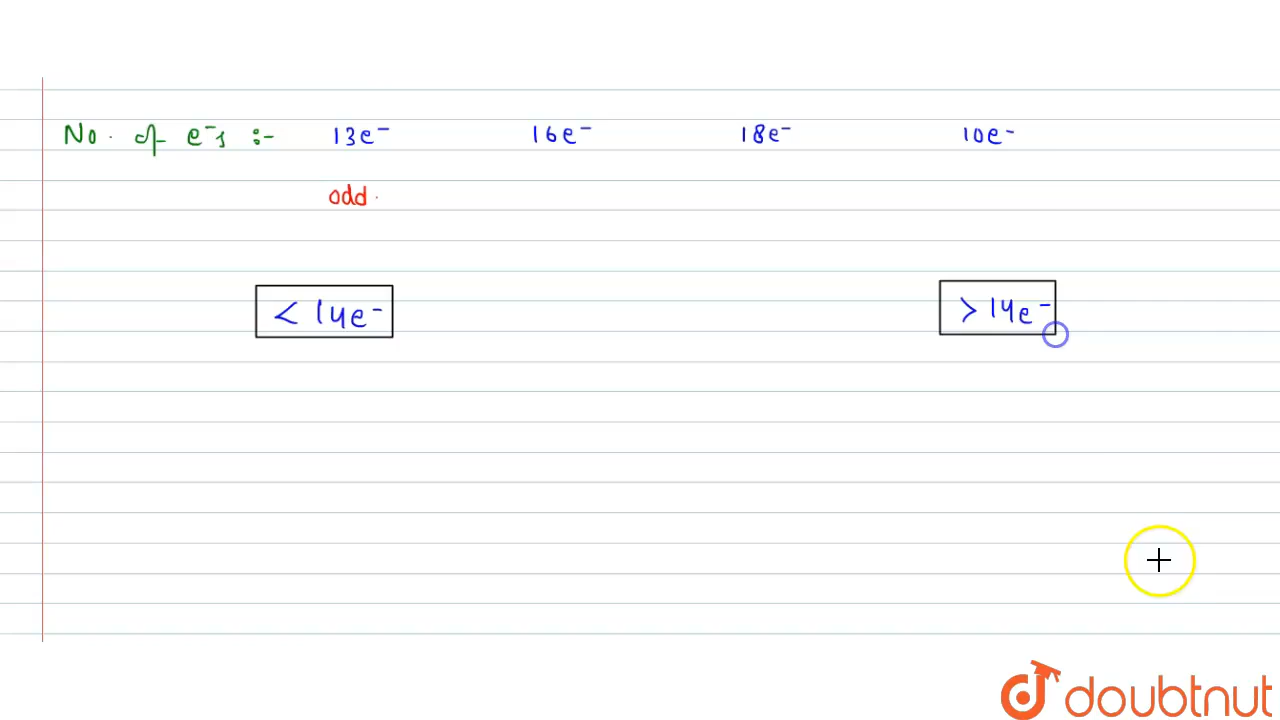 No. of e⁻s :- 13e⁻ 16e⁻ 18e⁻ 10e⁻
odd.
< 14e⁻ > 14e⁻
doubtnut